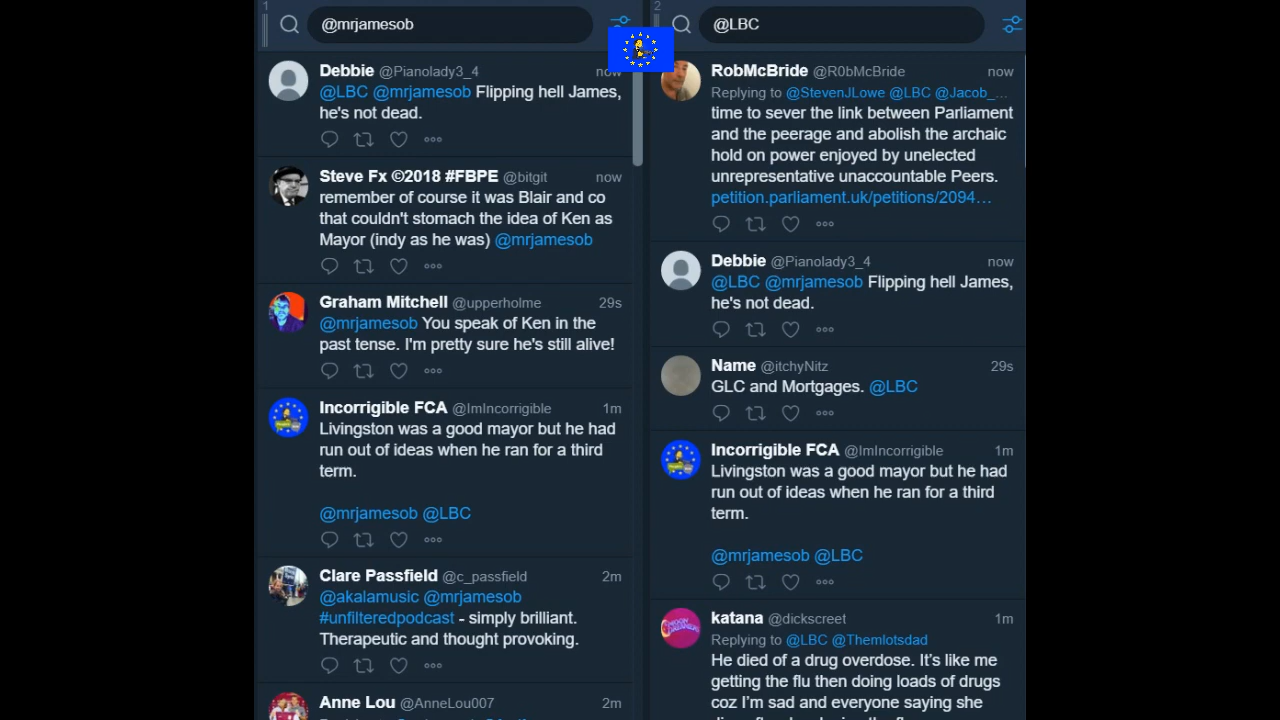 1
@mrjamesob
Debbie @Pianolady3_4 now
@LBC @mrjamesob Flipping hell James,
he's not dead.
Steve Fx ©2018 #FBPE @bitgit now
remember of course it was Blair and co
that couldn't stomach the idea of Ken as
Mayor (indy as he was) @mrjamesob
Graham Mitchell @upperholme 29s
@mrjamesob You speak of Ken in the
past tense. I'm pretty sure he's still alive!
Incorrigible FCA @ImIncorrigible 1m
Livingston was a good mayor but he had
run out of ideas when he ran for a third
term.
@mrjamesob @LBC
Clare Passfield @c_passfield 2m
@akalamusic @mrjamesob
#unfilteredpodcast - simply brilliant.
Therapeutic and thought provoking.
Anne Lou @AnneLou007 2m
2
@LBC
RobMcBride @R0bMcBride now
Replying to @StevenJLowe @LBC @Jacob_...
time to sever the link between Parliament
and the peerage and abolish the archaic
hold on power enjoyed by unelected
unrepresentative unaccountable Peers.
petition.parliament.uk/petitions/2094...
Debbie @Pianolady3_4 now
@LBC @mrjamesob Flipping hell James,
he's not dead.
Name @itchyNitz 29s
GLC and Mortgages. @LBC
Incorrigible FCA @ImIncorrigible 1m
Livingston was a good mayor but he had
run out of ideas when he ran for a third
term.
@mrjamesob @LBC
katana @dickscreet 1m
Replying to @LBC @Themlotsdad
He died of a drug overdose. It's like me
getting the flu then doing loads of drugs
coz I'm sad and everyone saying she